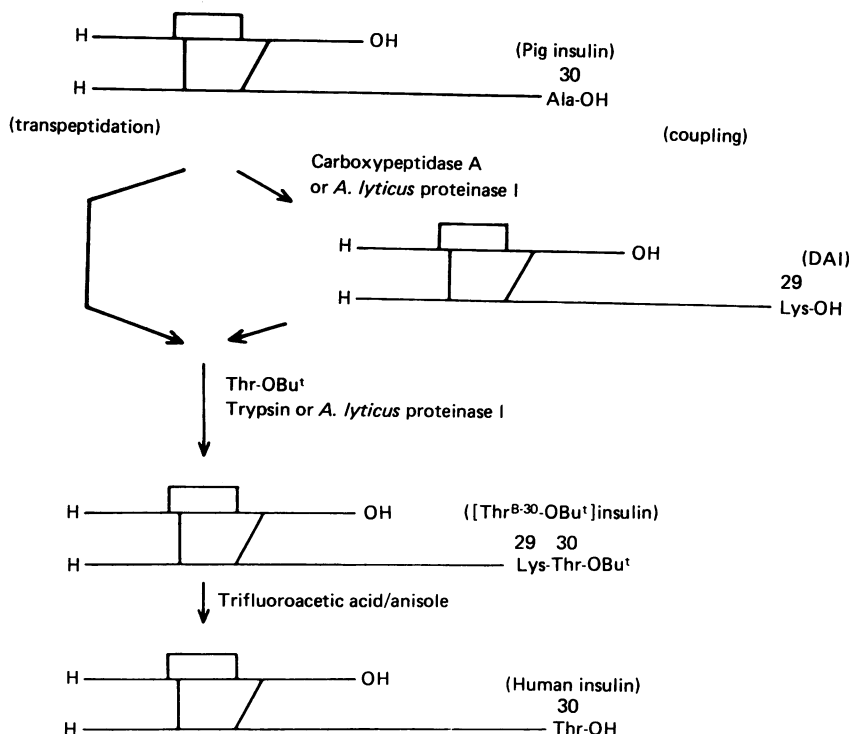 H OH
(Pig insulin)
30
H Ala-OH
(transpeptidation) (coupling)
Carboxypeptidase A
or A. lyticus proteinase I
H OH
(DAI)
29
H Lys-OH
Thr-OBuᵗ
Trypsin or A. lyticus proteinase I
H OH ([Thrᴮ⁻³⁰-OBuᵗ]insulin)
29 30
H Lys-Thr-OBuᵗ
Trifluoroacetic acid/anisole
H OH
(Human insulin)
30
H Thr-OH